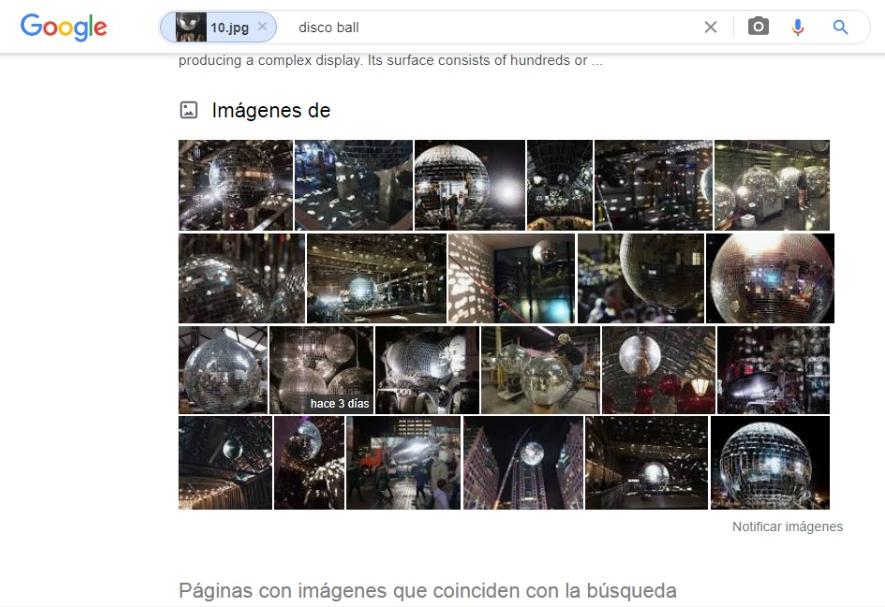 Google
10.jpg
disco ball
producing a complex display. Its surface consists of hundreds or ...
Imágenes de
hace 3 días
Notificar imágenes
Páginas con imágenes que coinciden con la búsqueda